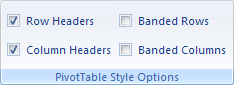 Row Headers Banded Rows
Column Headers Banded Columns
PivotTable Style Options